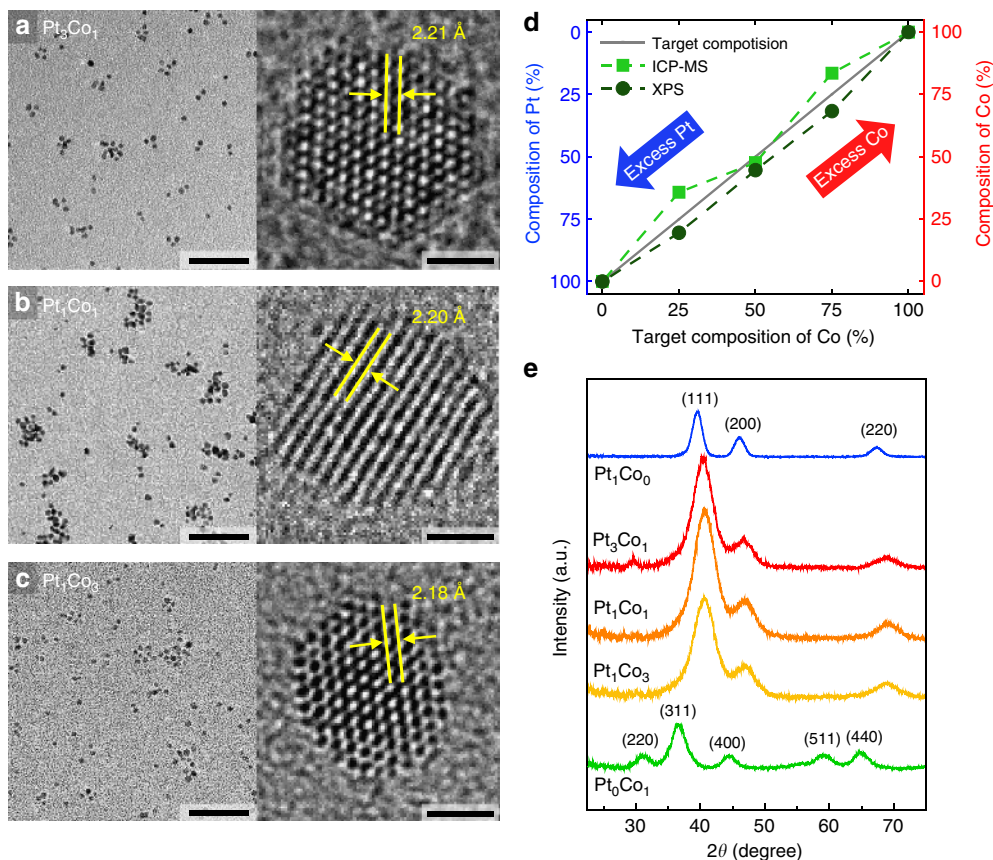 a Pt₃Co₁
2.21 Å
b Pt₁Co₁
2.20 Å
c Pt₁Co₃
2.18 Å
d
Composition of Pt (%)
0
25
50
75
100
Target compotision
ICP-MS
XPS
Excess Pt
Excess Co
100
75
50
25
0
Composition of Co (%)
0 25 50 75 100
Target composition of Co (%)
e
Intensity (a.u.)
(111)
(200)
(220)
Pt₁Co₀
Pt₃Co₁
Pt₁Co₁
Pt₁Co₃
(311)
(220)
(400)
(511)
(440)
Pt₀Co₁
30 40 50 60 70
2θ (degree)